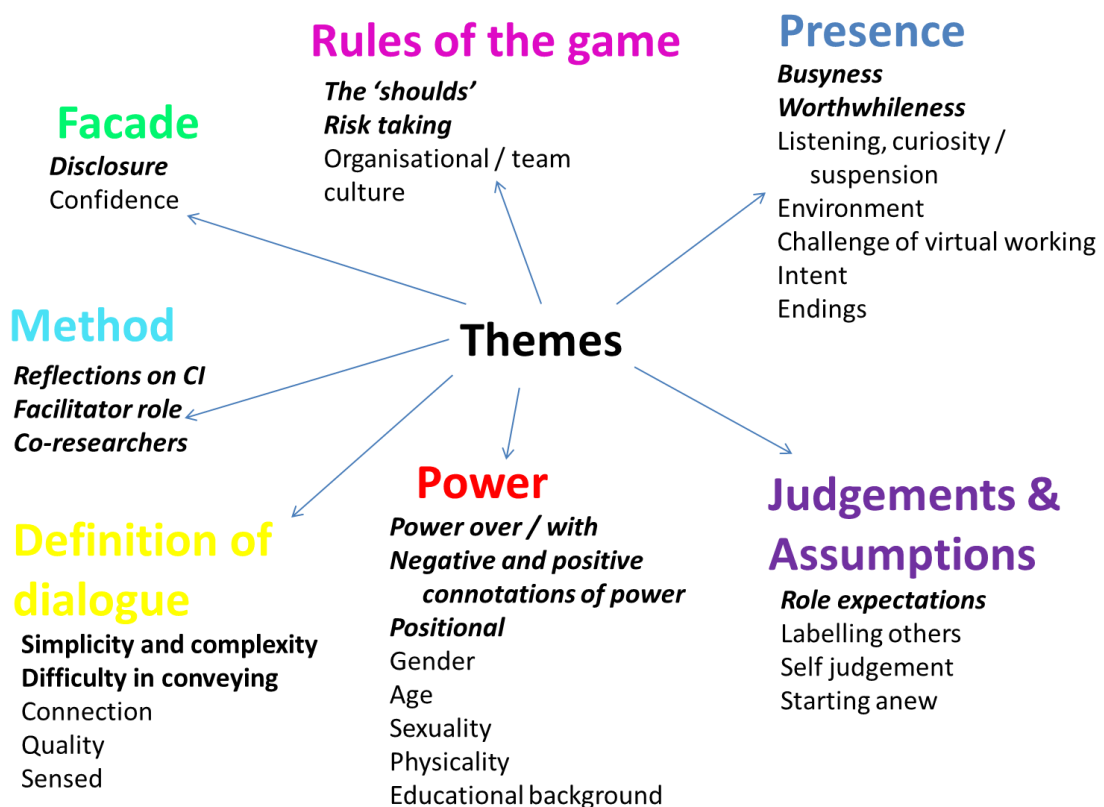 Rules of the game
The ‘shoulds’
Risk taking
Organisational / team
culture
Presence
Busyness
Worthwhileness
Listening, curiosity /
suspension
Environment
Challenge of virtual working
Intent
Endings
Facade
Disclosure
Confidence
Themes
Method
Reflections on CI
Facilitator role
Co-researchers
Definition of
dialogue
Simplicity and complexity
Difficulty in conveying
Connection
Quality
Sensed
Power
Power over / with
Negative and positive
connotations of power
Positional
Gender
Age
Sexuality
Physicality
Educational background
Judgements &
Assumptions
Role expectations
Labelling others
Self judgement
Starting anew